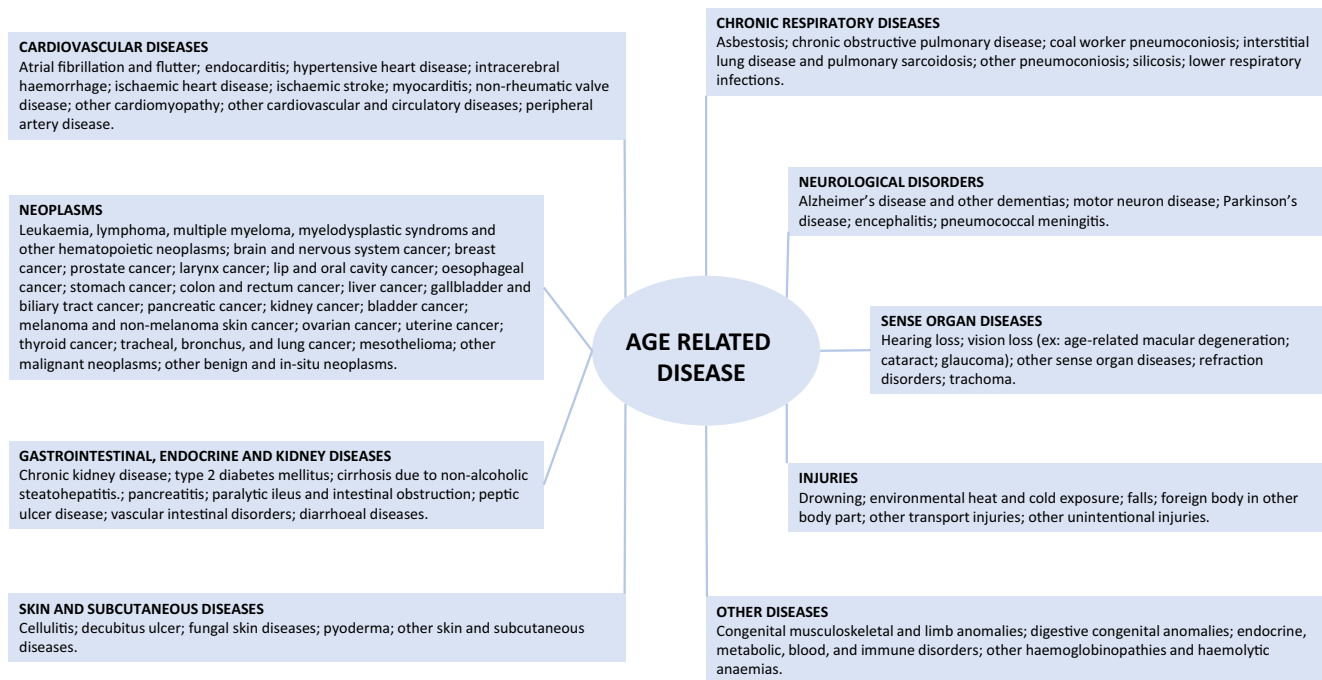 CARDIOVASCULAR DISEASES
Atrial fibrillation and flutter; endocarditis; hypertensive heart disease; intracerebral
haemorrhage; ischaemic heart disease; ischaemic stroke; myocarditis; non-rheumatic valve
disease; other cardiomyopathy; other cardiovascular and circulatory diseases; peripheral
artery disease.
NEOPLASMS
Leukaemia, lymphoma, multiple myeloma, myelodysplastic syndroms and
other hematopoietic neoplasms; brain and nervous system cancer; breast
cancer; prostate cancer; larynx cancer; lip and oral cavity cancer; oesophageal
cancer; stomach cancer; colon and rectum cancer; liver cancer; gallbladder and
biliary tract cancer; pancreatic cancer; kidney cancer; bladder cancer;
melanoma and non-melanoma skin cancer; ovarian cancer; uterine cancer;
thyroid cancer; tracheal, bronchus, and lung cancer; mesothelioma; other
malignant neoplasms; other benign and in-situ neoplasms.
GASTROINTESTINAL, ENDOCRINE AND KIDNEY DISEASES
Chronic kidney disease; type 2 diabetes mellitus; cirrhosis due to non-alcoholic
steatohepatitis.; pancreatitis; paralytic ileus and intestinal obstruction; peptic
ulcer disease; vascular intestinal disorders; diarrhoeal diseases.
SKIN AND SUBCUTANEOUS DISEASES
Cellulitis; decubitus ulcer; fungal skin diseases; pyoderma; other skin and subcutaneous
diseases.
AGE RELATED
DISEASE
CHRONIC RESPIRATORY DISEASES
Asbestosis; chronic obstructive pulmonary disease; coal worker pneumoconiosis; interstitial
lung disease and pulmonary sarcoidosis; other pneumoconiosis; silicosis; lower respiratory
infections.
NEUROLOGICAL DISORDERS
Alzheimer's disease and other dementias; motor neuron disease; Parkinson's
disease; encephalitis; pneumococcal meningitis.
SENSE ORGAN DISEASES
Hearing loss; vision loss (ex: age-related macular degeneration;
cataract; glaucoma); other sense organ diseases; refraction
disorders; trachoma.
INJURIES
Drowning; environmental heat and cold exposure; falls; foreign body in other
body part; other transport injuries; other unintentional injuries.
OTHER DISEASES
Congenital musculoskeletal and limb anomalies; digestive congenital anomalies; endocrine,
metabolic, blood, and immune disorders; other haemoglobinopathies and haemolytic
anaemias.